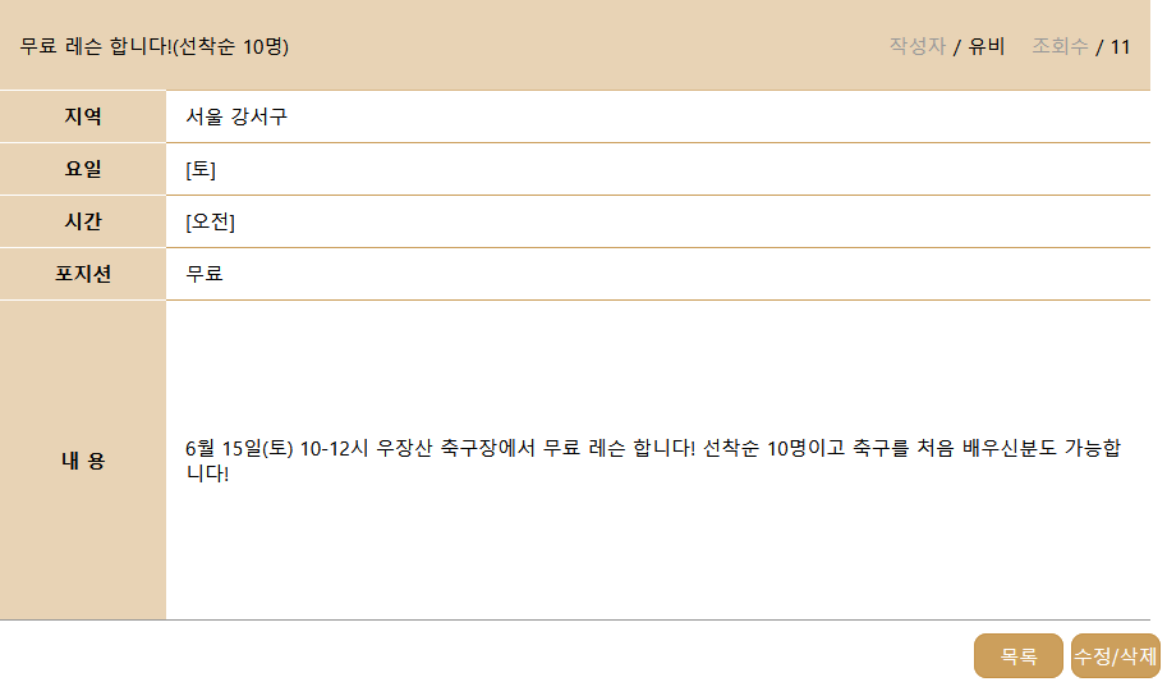 무료 레슨 합니다!(선착순 10명) 작성자 / 유비 조회수 / 11
지역 서울 강서구
요일 [토]
시간 [오전]
포지션 무료
내 용 6월 15일(토) 10-12시 우장산 축구장에서 무료 레슨 합니다! 선착순 10명이고 축구를 처음 배우신분도 가능합
니다!
목록 수정/삭제